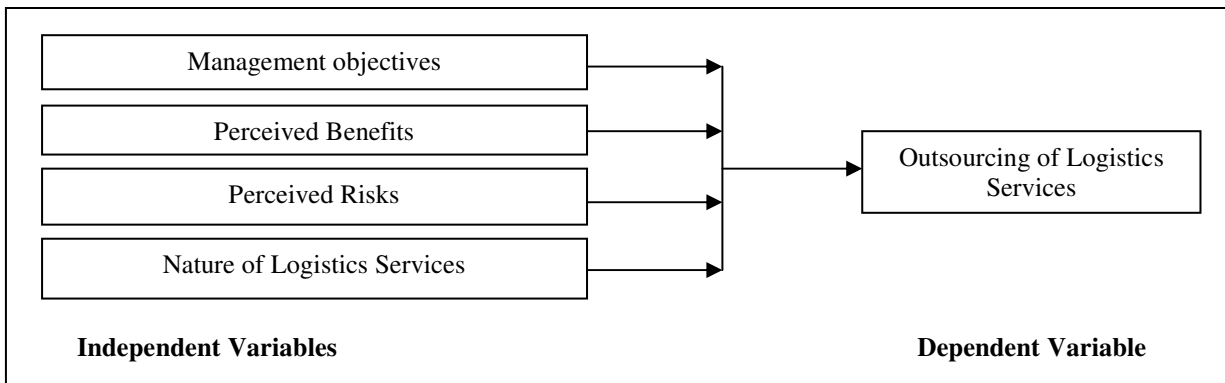 Management objectives
Perceived Benefits
Perceived Risks
Nature of Logistics Services
Outsourcing of Logistics
Services
Independent Variables
Dependent Variable